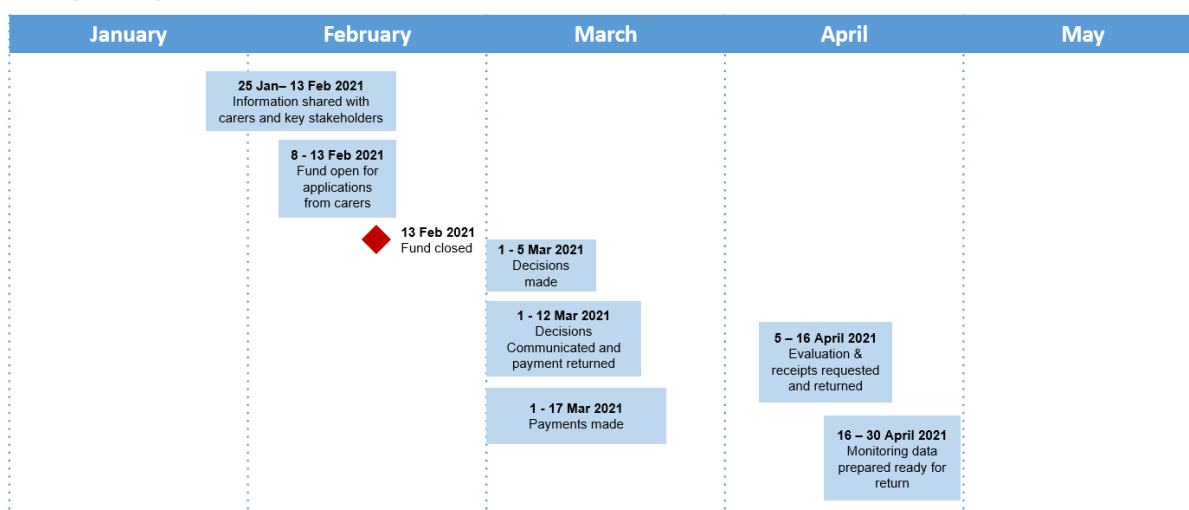 January
February
March
April
May
25 Jan– 13 Feb 2021
Information shared with
carers and key stakeholders
8 - 13 Feb 2021
Fund open for
applications
from carers
13 Feb 2021
Fund closed
1 - 5 Mar 2021
Decisions
made
1 - 12 Mar 2021
Decisions
Communicated and
payment returned
1 - 17 Mar 2021
Payments made
5 – 16 April 2021
Evaluation &
receipts requested
and returned
16 – 30 April 2021
Monitoring data
prepared ready for
return